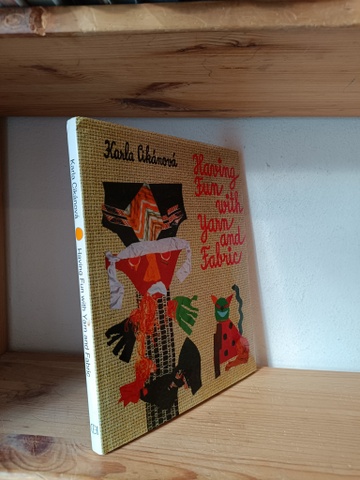 Karla Cikánová
Having
Fun
with
Yarn
and
Fabric
Karla Cikánová
Having Fun with Yarn and Fabric